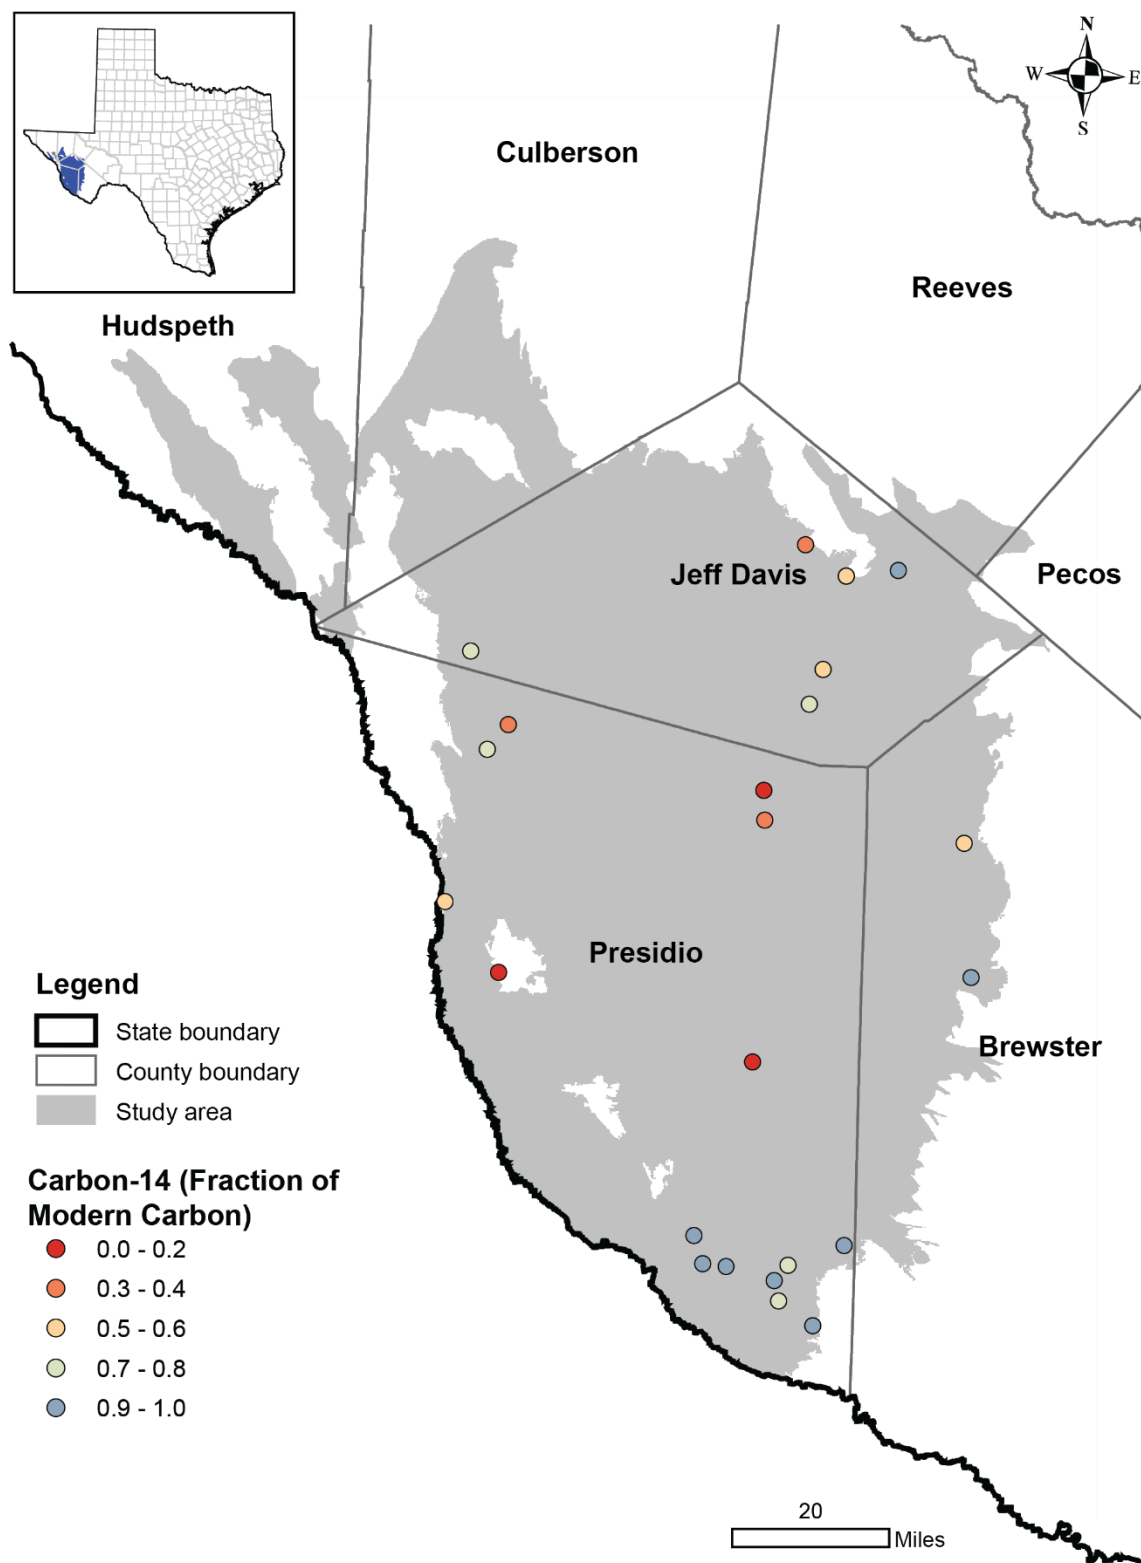 N
W E
S
Culberson
Reeves
Hudspeth
Jeff Davis
Pecos
Presidio
Brewster
Legend
State boundary
County boundary
Study area
Carbon-14 (Fraction of
Modern Carbon)
0.0 - 0.2
0.3 - 0.4
0.5 - 0.6
0.7 - 0.8
0.9 - 1.0
20
Miles